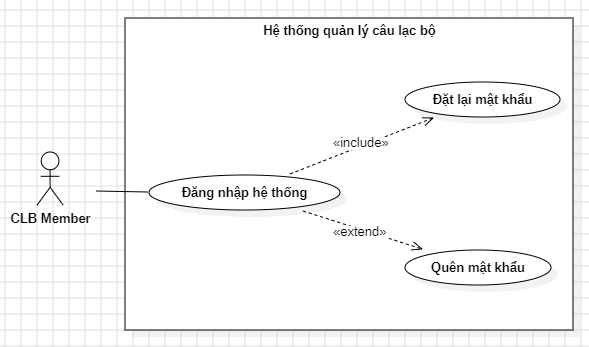 Hệ thống quản lý câu lạc bộ
Đặt lại mật khẩu
«include»
Đăng nhập hệ thống
CLB Member
«extend»
Quên mật khẩu